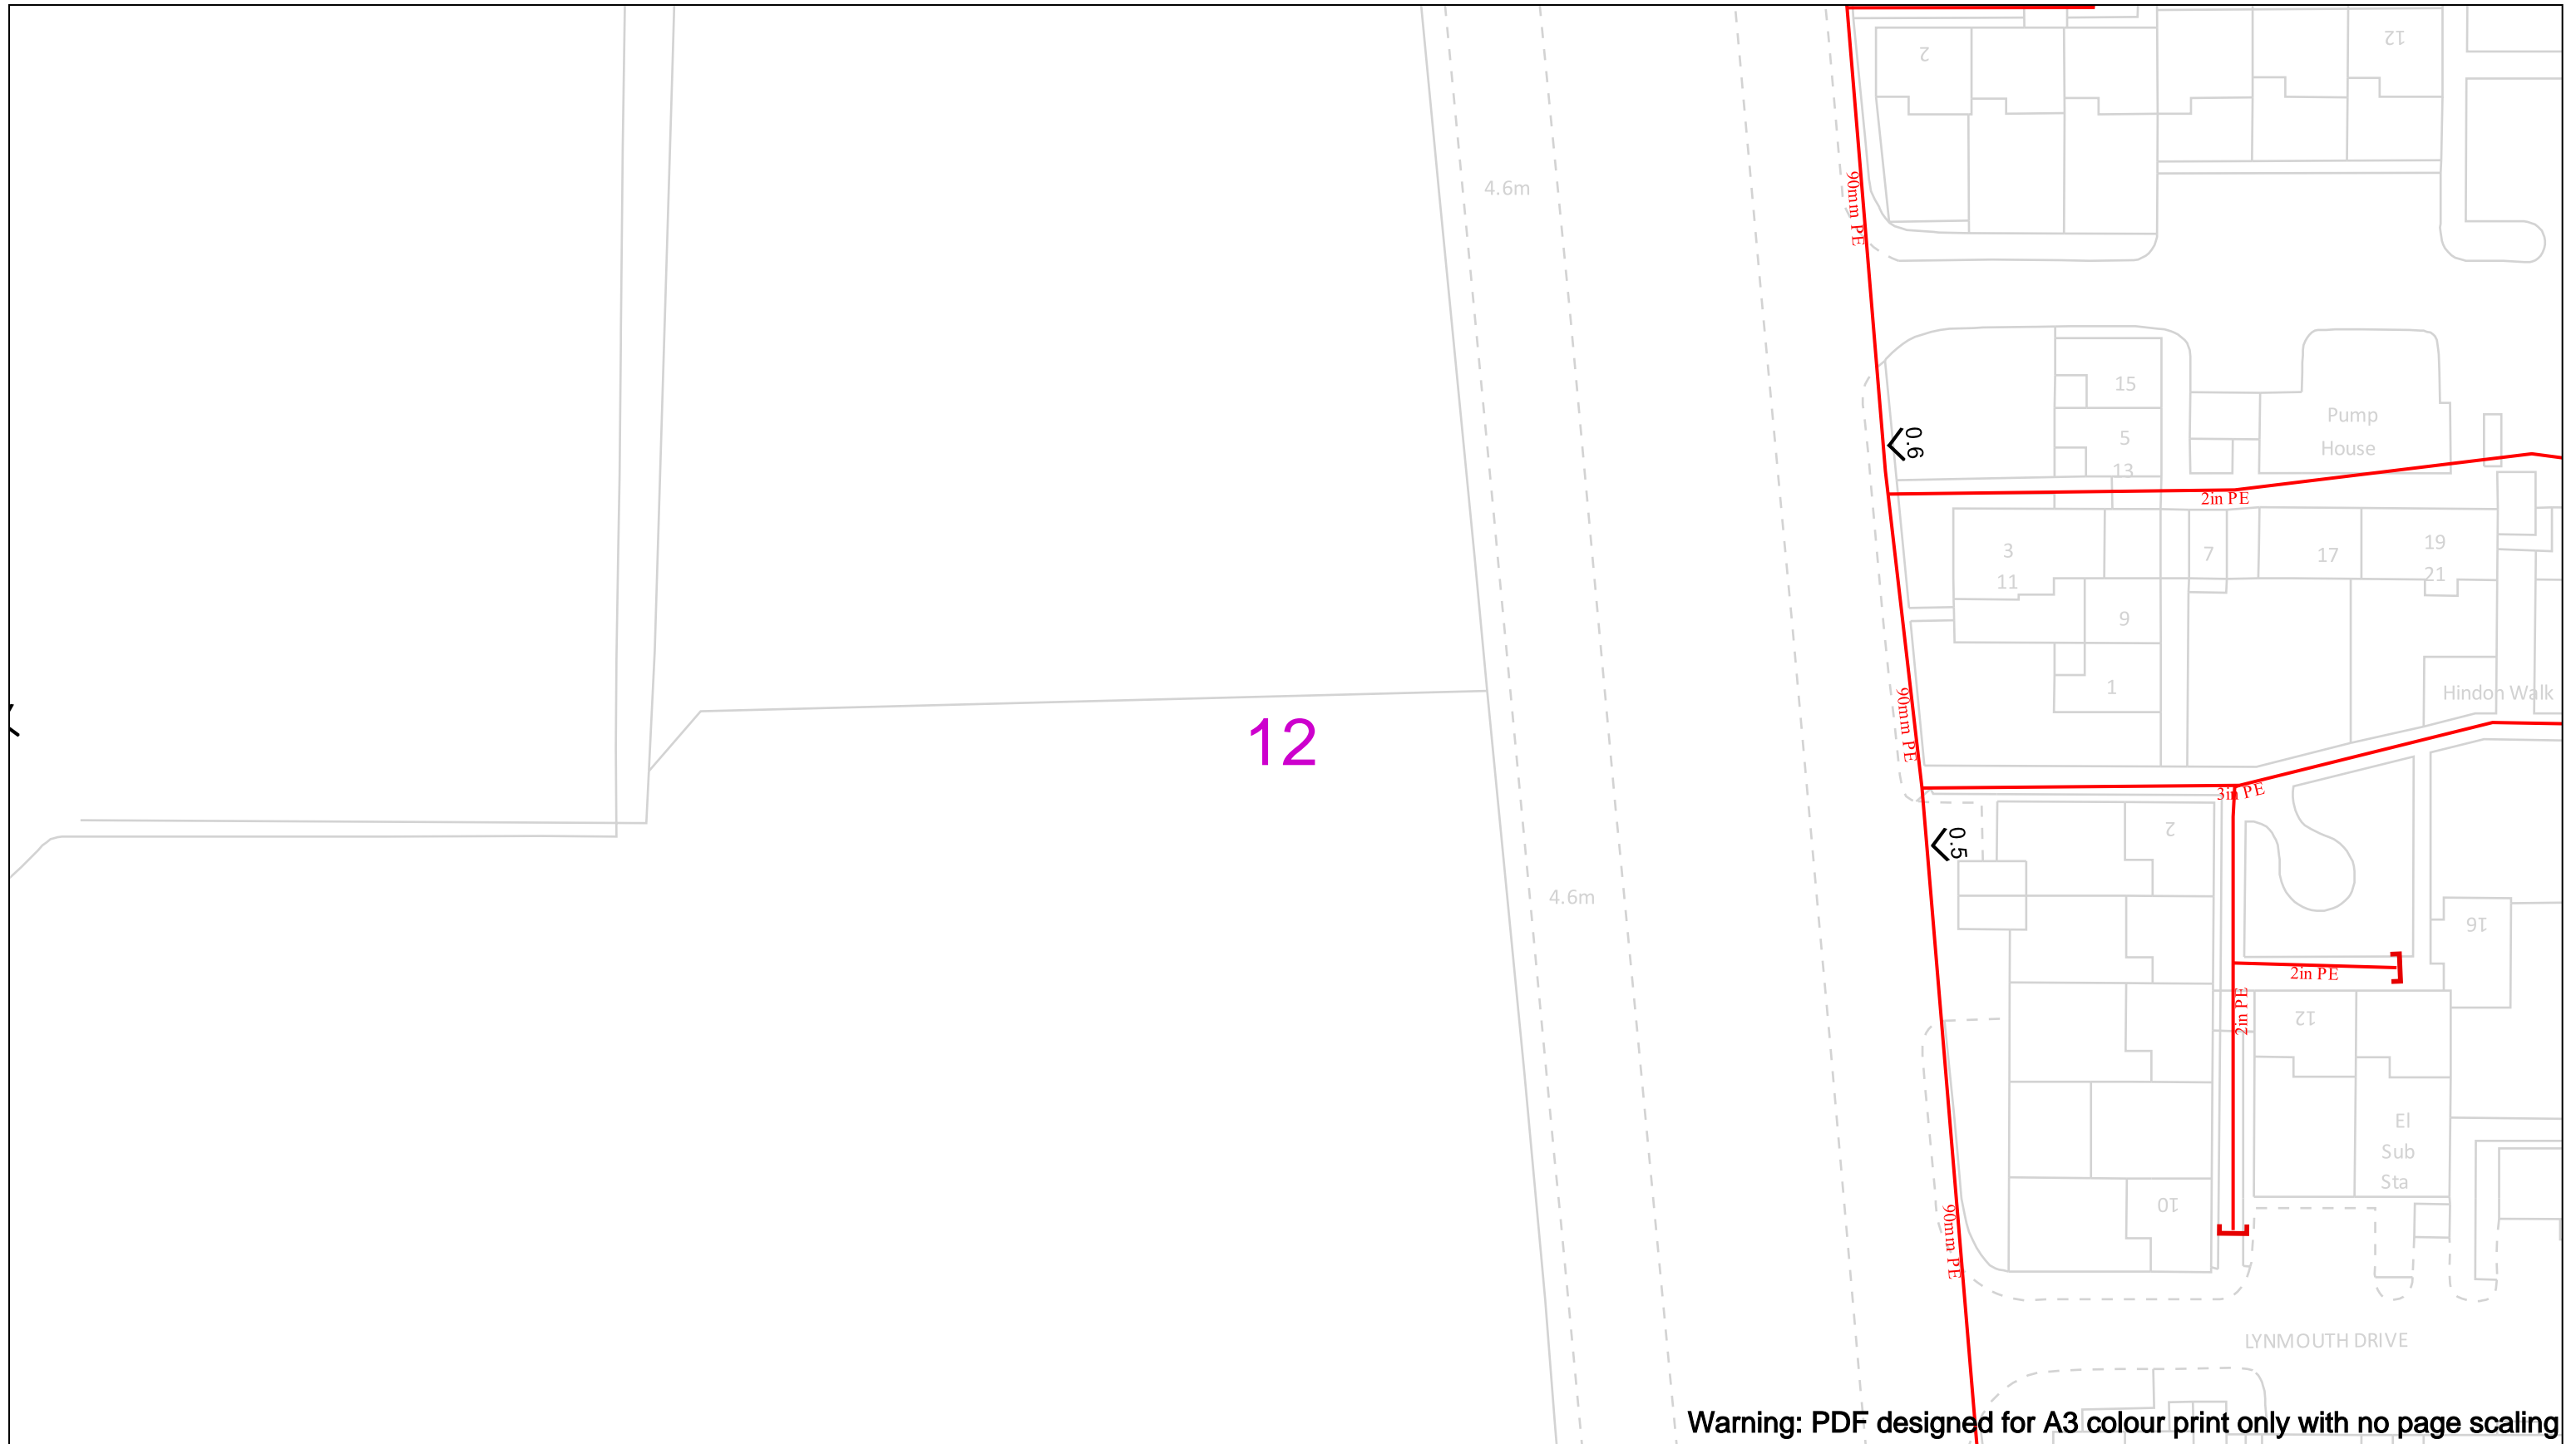 2
12
4.6m
90mm PE
15
Pump
House
5
0.6
13
2in PE
3
11
7
17
19
21
9
1
Hindon Walk
90mm PE
12
3in PE
2
0.5
4.6m
16
2in PE
2in PE
12
El
Sub
Sta
10
90mm PE
LYNMOUTH DRIVE
Warning: PDF designed for A3 colour print only with no page scaling